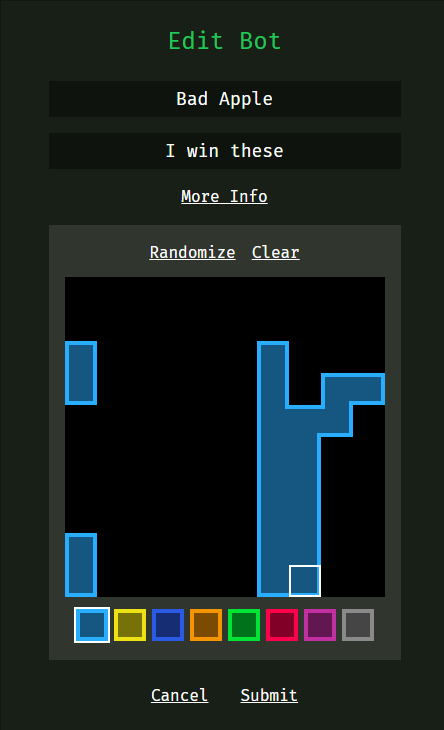 Edit Bot
Bad Apple
I win these
More Info
Randomize Clear
Cancel Submit